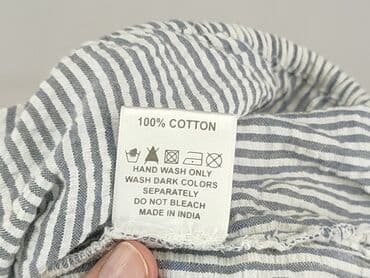 100% COTTON
HAND WASH ONLY
WASH DARK COLORS
SEPARATELY
DO NOT BLEACH
MADE IN INDIA